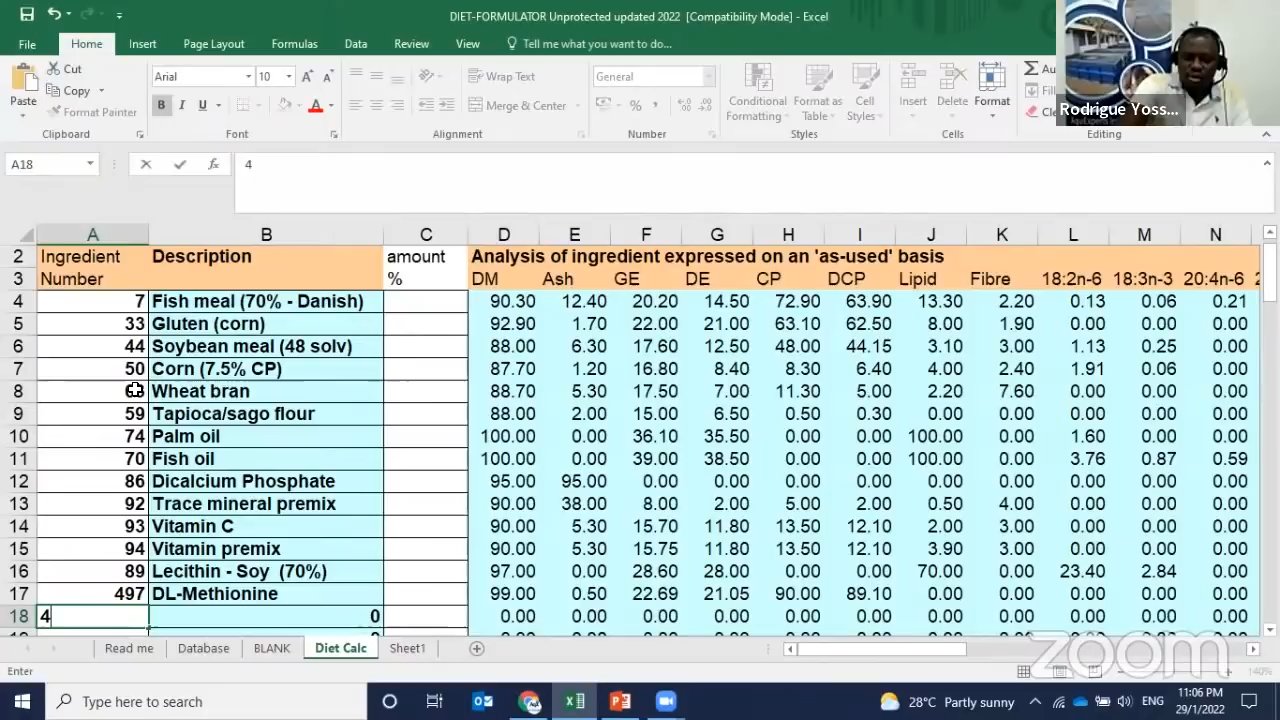 DIET-FORMULATOR Unprotected updated 2022 [Compatibility Mode] - Excel
File Home Insert Page Layout Formulas Data Review View Tell me what you want to do...
Cut
Copy
Format Painter
Paste
Clipboard
Arial 10
B I U
Font
Wrap Text
Merge & Center
Alignment
General
Number
Conditional Formatting
Format as Table
Cell Styles
Styles
Insert Delete Format
Cells
Editing
Rodrigue Yoss...
A18 4
A B C D E F G H I J K L M N
2 Ingredient Description amount Analysis of ingredient expressed on an 'as-used' basis
3 Number % DM Ash GE DE CP DCP Lipid Fibre 18:2n-6 18:3n-3 20:4n-6
4 7 Fish meal (70% - Danish) 90.30 12.40 20.20 14.50 72.90 63.90 13.30 2.20 0.13 0.06 0.21
5 33 Gluten (corn) 92.90 1.70 22.00 21.00 63.10 62.50 8.00 1.90 0.00 0.00 0.00
6 44 Soybean meal (48 solv) 88.00 6.30 17.60 12.50 48.00 44.15 3.10 3.00 1.13 0.25 0.00
7 50 Corn (7.5% CP) 87.70 1.20 16.80 8.40 8.30 6.40 4.00 2.40 1.91 0.06 0.00
8 Wheat bran 88.70 5.30 17.50 7.00 11.30 5.00 2.20 7.60 0.00 0.00 0.00
9 59 Tapioca/sago flour 88.00 2.00 15.00 6.50 0.50 0.30 0.00 0.00 0.00 0.00 0.00
10 74 Palm oil 100.00 0.00 36.10 35.50 0.00 0.00 100.00 0.00 1.60 0.00 0.00
11 70 Fish oil 100.00 0.00 39.00 38.50 0.00 0.00 100.00 0.00 3.76 0.87 0.59
12 86 Dicalcium Phosphate 95.00 95.00 0.00 0.00 0.00 0.00 0.00 0.00 0.00 0.00 0.00
13 92 Trace mineral premix 90.00 38.00 8.00 2.00 5.00 2.00 0.50 4.00 0.00 0.00 0.00
14 93 Vitamin C 90.00 5.30 15.70 11.80 13.50 12.10 2.00 3.00 0.00 0.00 0.00
15 94 Vitamin premix 90.00 5.30 15.75 11.80 13.50 12.10 3.90 3.00 0.00 0.00 0.00
16 89 Lecithin - Soy (70%) 97.00 0.00 28.60 28.00 0.00 0.00 70.00 0.00 23.40 2.84 0.00
17 497 DL-Methionine 99.00 0.50 22.69 21.05 90.00 89.10 0.00 0.00 0.00 0.00 0.00
18 4 0 0.00 0.00 0.00 0.00 0.00 0.00 0.00 0.00 0.00 0.00 0.00
Read me Database BLANK Diet Calc Sheet1
zoom
Enter
Type here to search
28°C Partly sunny ENG
11:06 PM
29/1/2022